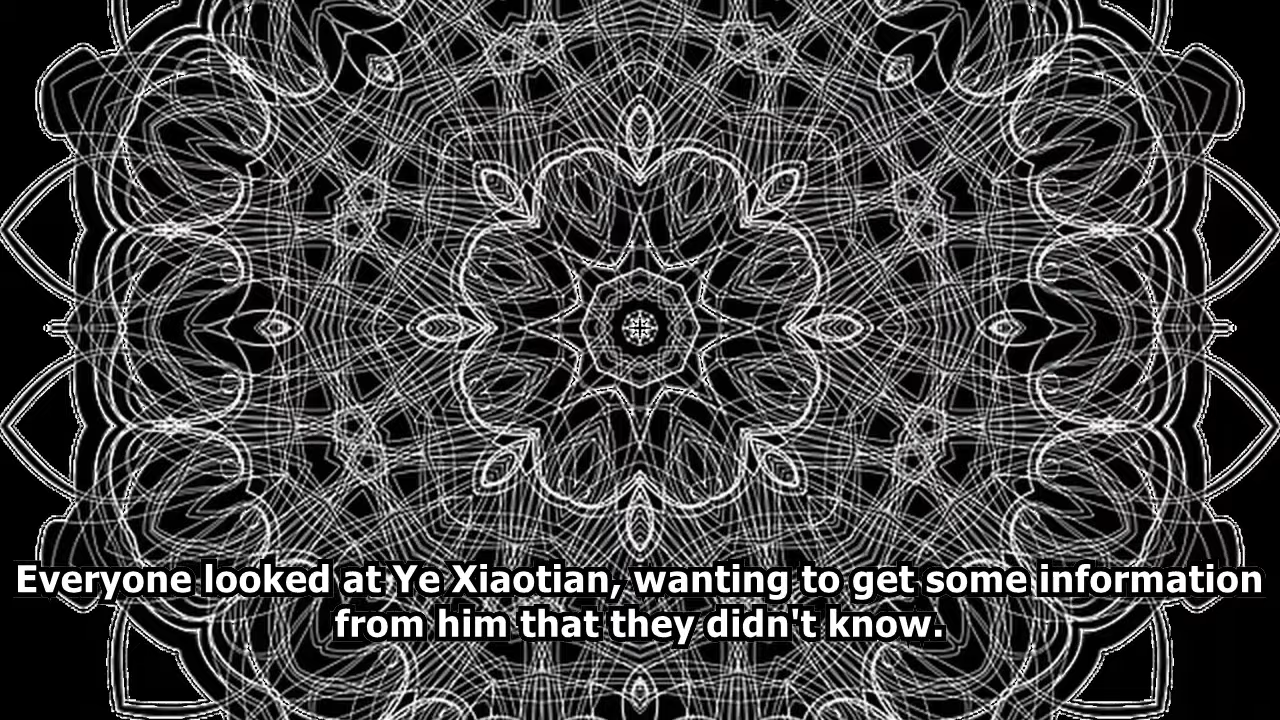 Everyone looked at Ye Xiaotian, wanting to get some information
from him that they didn't know.